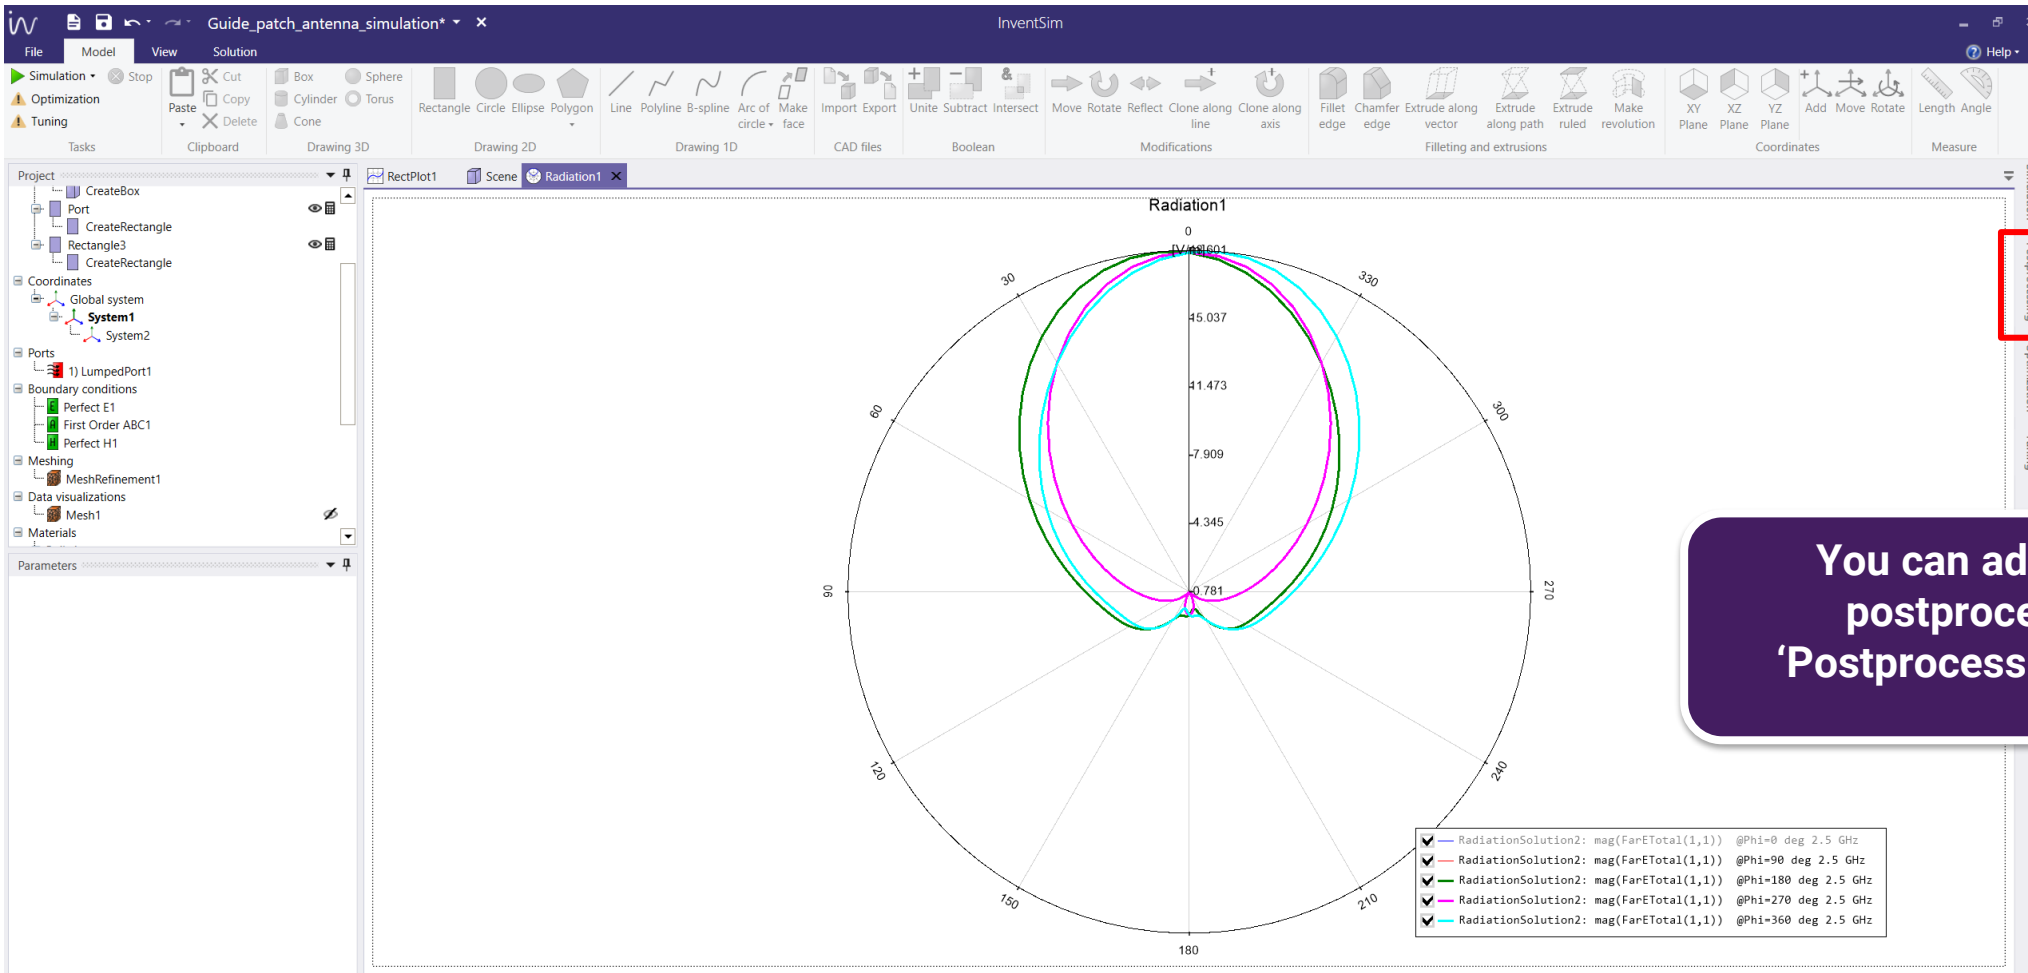 Guide_patch_antenna_simulation*
InventSim
File Model View Solution
Help
Simulation Stop
Optimization
Tuning
Tasks
Paste
Cut
Copy
Delete
Clipboard
Box Sphere
Cylinder Torus
Cone
Drawing 3D
Rectangle Circle Ellipse Polygon
Drawing 2D
Line Polyline B-spline Arc of circle Make face
Drawing 1D
Import Export
CAD files
Unite Subtract Intersect
Boolean
Move Rotate Reflect Clone along line Clone along axis
Modifications
Fillet edge Chamfer edge Extrude along vector Extrude along path Extrude ruled Make revolution
Filleting and extrusions
XY Plane XZ Plane YZ Plane Add Move Rotate
Coordinates
Length Angle
Measure
Project
CreateBox
Port
CreateRectangle
Rectangle3
CreateRectangle
Coordinates
Global system
System1
System2
Ports
1) LumpedPort1
Boundary conditions
Perfect E1
First Order ABC1
Perfect H1
Meshing
MeshRefinement1
Data visualizations
Mesh1
Materials
Parameters
RectPlot1 Scene Radiation1
Radiation1
0
30
330
15.037
60
11.473
300
7.909
4.345
90
0.781
270
120
240
150
210
180
You can ad
postproce
‘Postprocess
RadiationSolution2: mag(FarETotal(1,1)) @Phi=0 deg 2.5 GHz
RadiationSolution2: mag(FarETotal(1,1)) @Phi=90 deg 2.5 GHz
RadiationSolution2: mag(FarETotal(1,1)) @Phi=180 deg 2.5 GHz
RadiationSolution2: mag(FarETotal(1,1)) @Phi=270 deg 2.5 GHz
RadiationSolution2: mag(FarETotal(1,1)) @Phi=360 deg 2.5 GHz